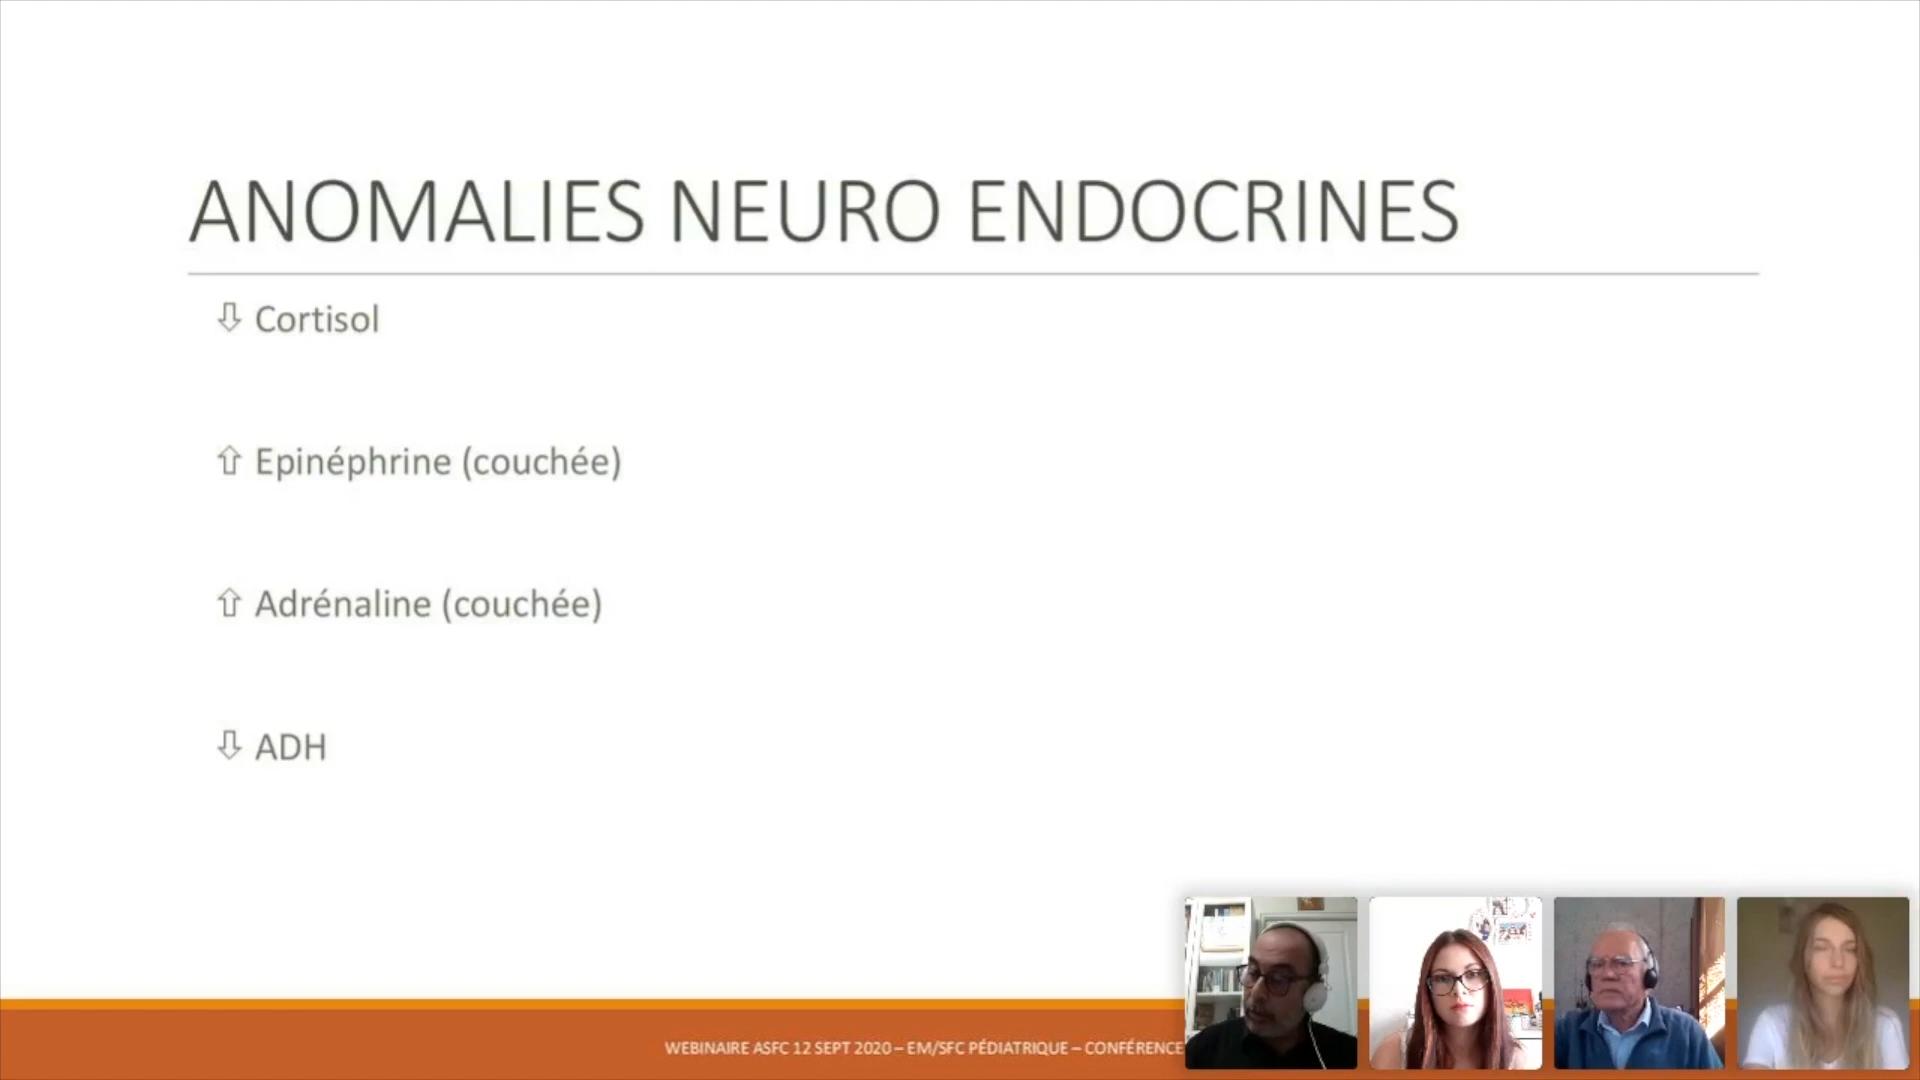 ANOMALIES NEURO ENDOCRINES
⇩ Cortisol
⇧ Epinéphrine (couchée)
⇧ Adrénaline (couchée)
⇩ ADH
WEBINAIRE ASFC 12 SEPT 2020 – EM/SFC PÉDIATRIQUE – CONFÉRENCE